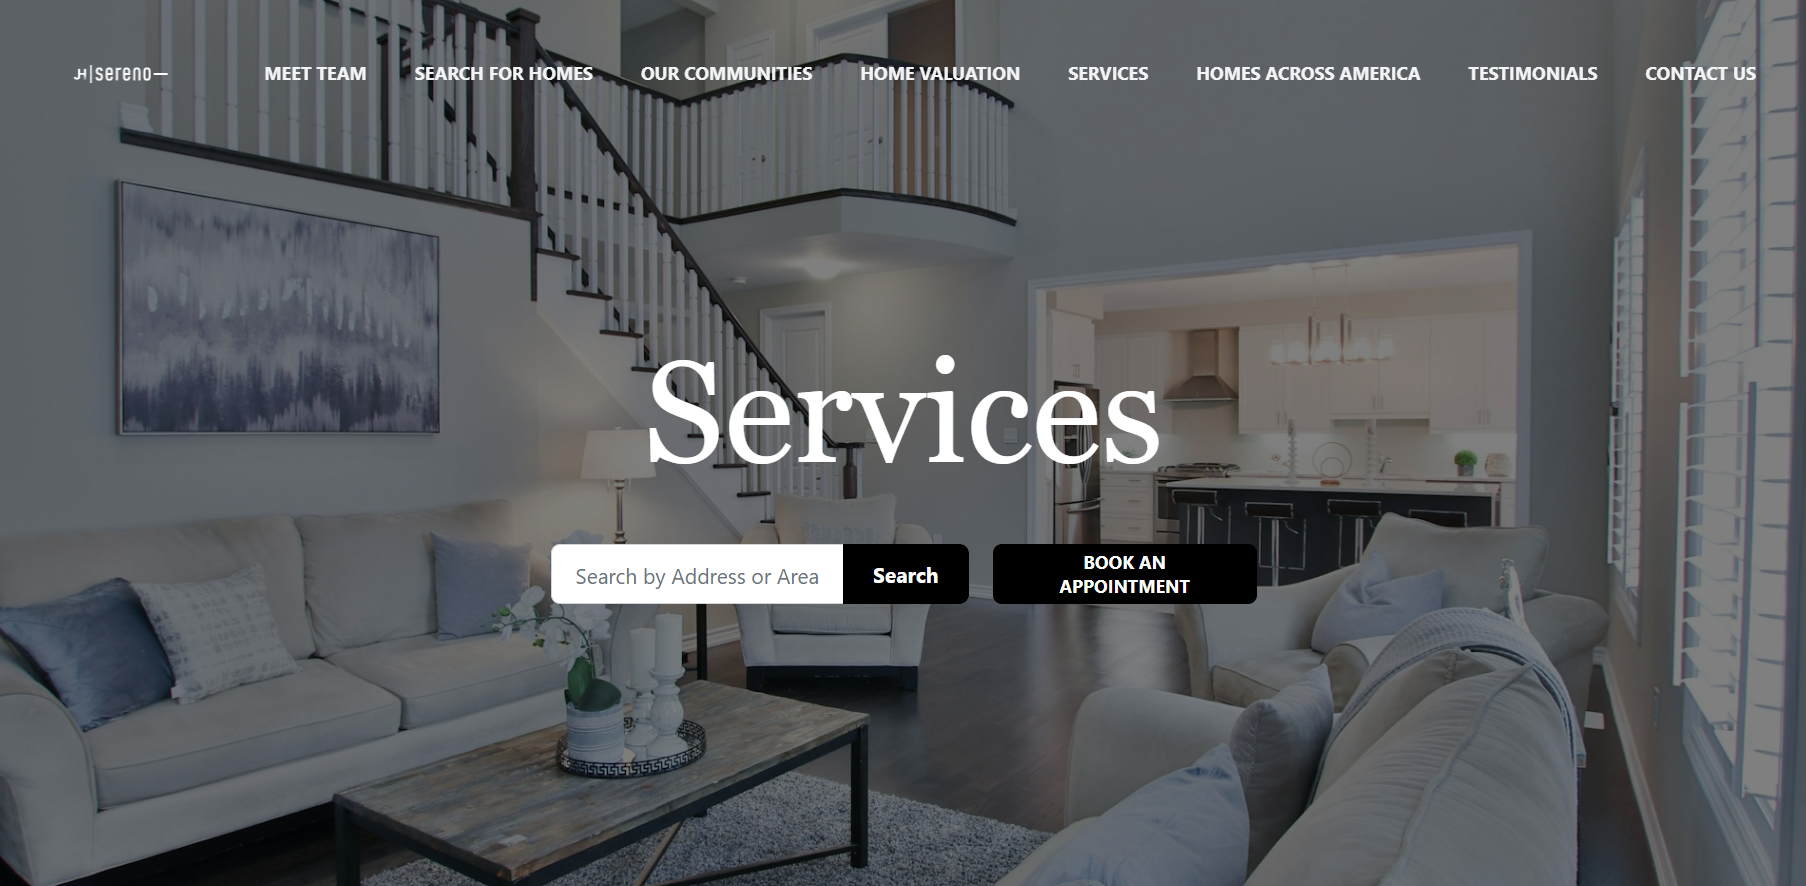 JH|sereno—
MEET TEAM
SEARCH FOR HOMES
OUR COMMUNITIES
HOME VALUATION
SERVICES
HOMES ACROSS AMERICA
TESTIMONIALS
CONTACT US
Services
Search by Address or Area
Search
BOOK AN
APPOINTMENT